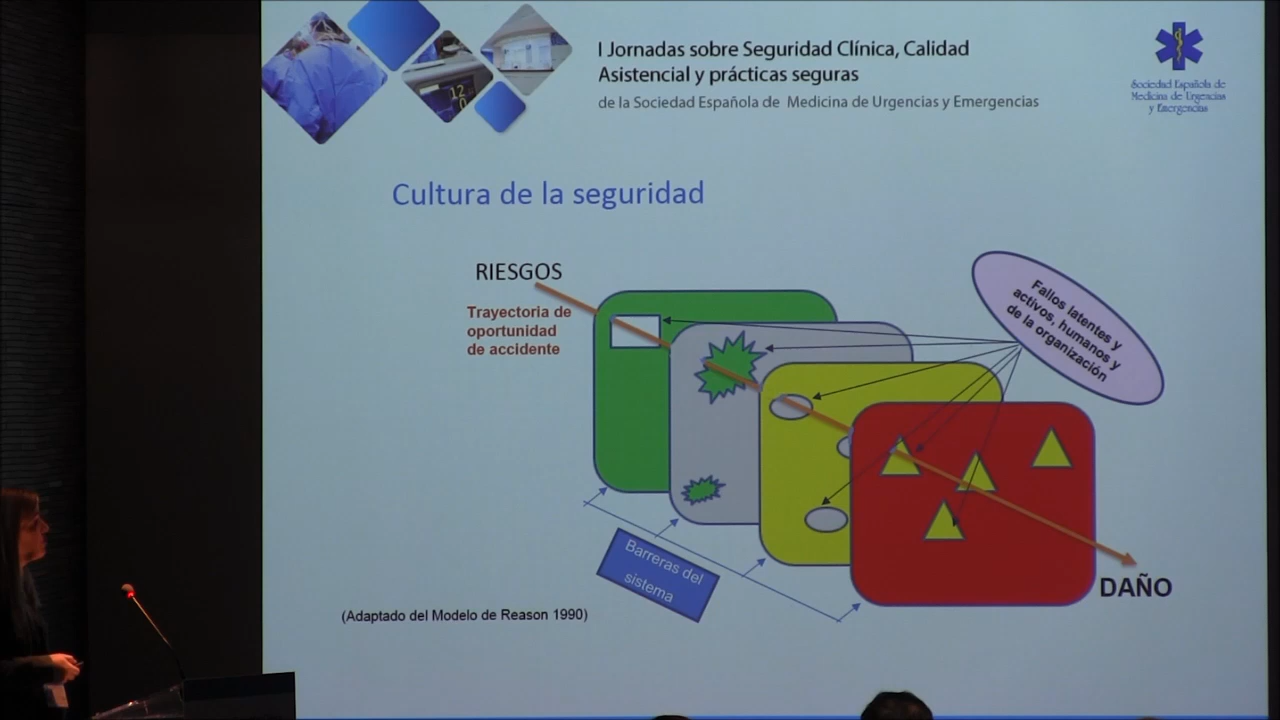 I Jornadas sobre Seguridad Clínica, Calidad
Asistencial y prácticas seguras
de la Sociedad Española de Medicina de Urgencias y Emergencias
Sociedad Española de
Medicina de Urgencias
y Emergencias
12
0
Cultura de la seguridad
RIESGOS
Trayectoria de
oportunidad
de accidente
Fallos latentes y
activos, humanos y
de la organización
Barreras del
sistema
DAÑO
(Adaptado del Modelo de Reason 1990)